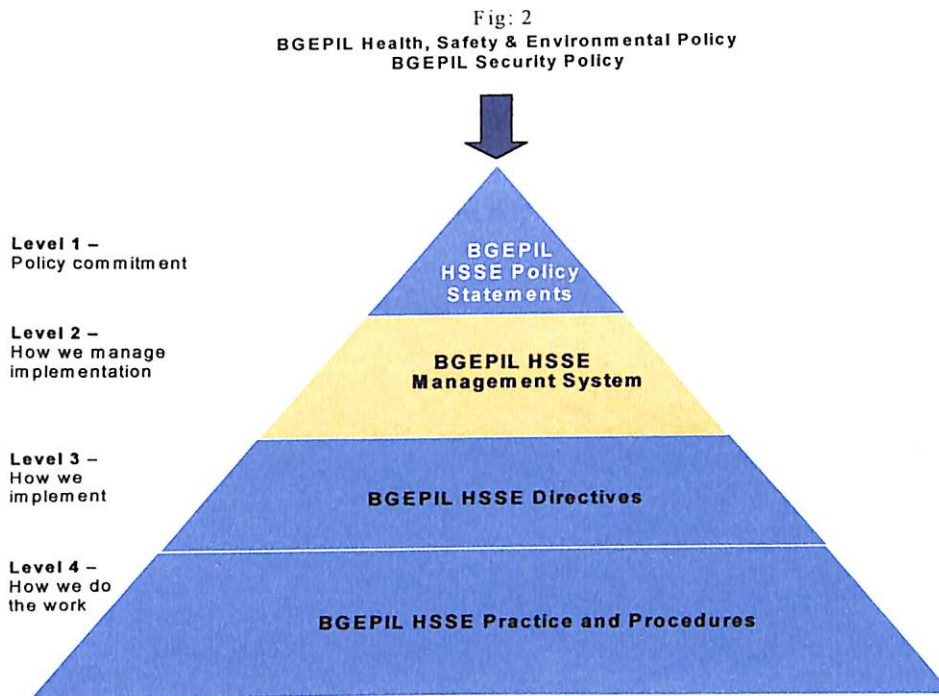 Fig: 2
BGEPIL Health, Safety & Environmental Policy
BGEPIL Security Policy
Level 1 –
Policy commitment
BGEPIL
HSSE Policy
Statements
Level 2 –
How we manage
implementation
BGEPIL HSSE
Management System
Level 3 –
How we
implement
BGEPIL HSSE Directives
Level 4 –
How we do
the work
BGEPIL HSSE Practice and Procedures